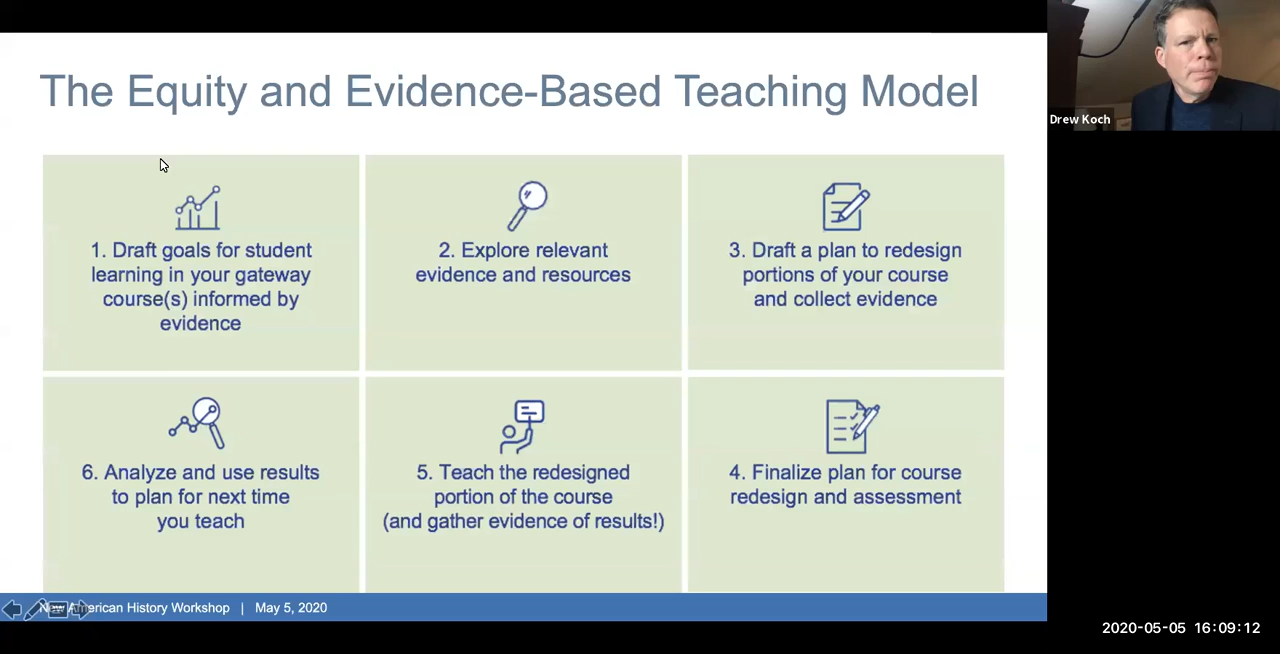 The Equity and Evidence-Based Teaching Model
Drew Koch
1. Draft goals for student
learning in your gateway
course(s) informed by
evidence
2. Explore relevant
evidence and resources
3. Draft a plan to redesign
portions of your course
and collect evidence
6. Analyze and use results
to plan for next time
you teach
5. Teach the redesigned
portion of the course
(and gather evidence of results!)
4. Finalize plan for course
redesign and assessment
New American History Workshop | May 5, 2020
2020-05-05 16:09:12